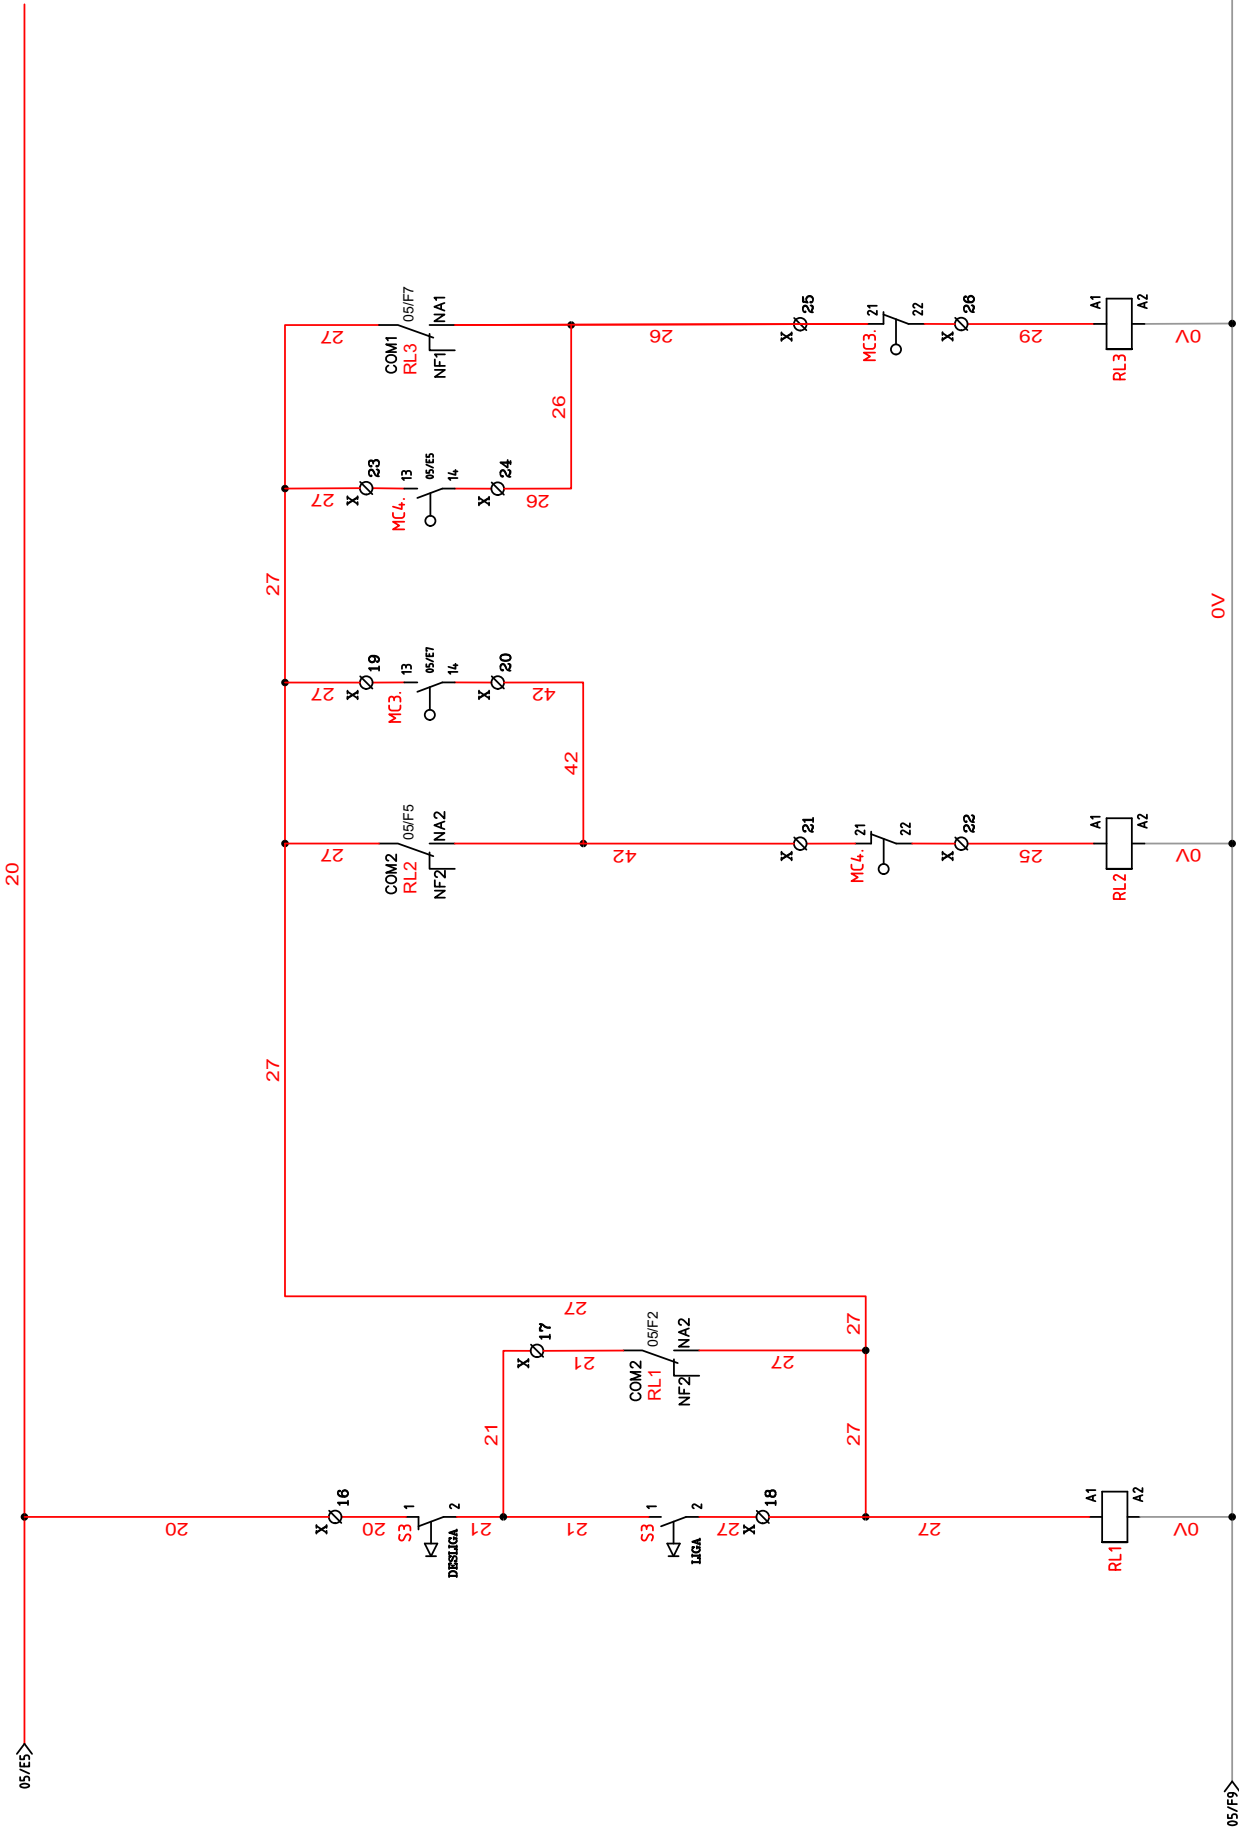 05/E5
20
20
X 16
20
S3
1
2
DESLIGA
21
21
21
X 17
21
COM2
RL1
05/F2
NA2
NF2
27
S3
1
2
LIGA
27
X 18
27
27
27
27
RL1
A1
A2
0V
27
27
27
COM2
RL2
05/F5
NA2
NF2
42
X 21
MC4.
21
22
X 22
25
RL2
A1
A2
0V
27
X 19
MC3.
13
05/E7
14
X 20
42
42
27
X 23
MC4.
13
05/E5
14
X 24
26
26
27
COM1
RL3
05/F7
NA1
NF1
26
X 25
MC3.
21
22
X 26
29
RL3
A1
A2
0V
0V
05/F9